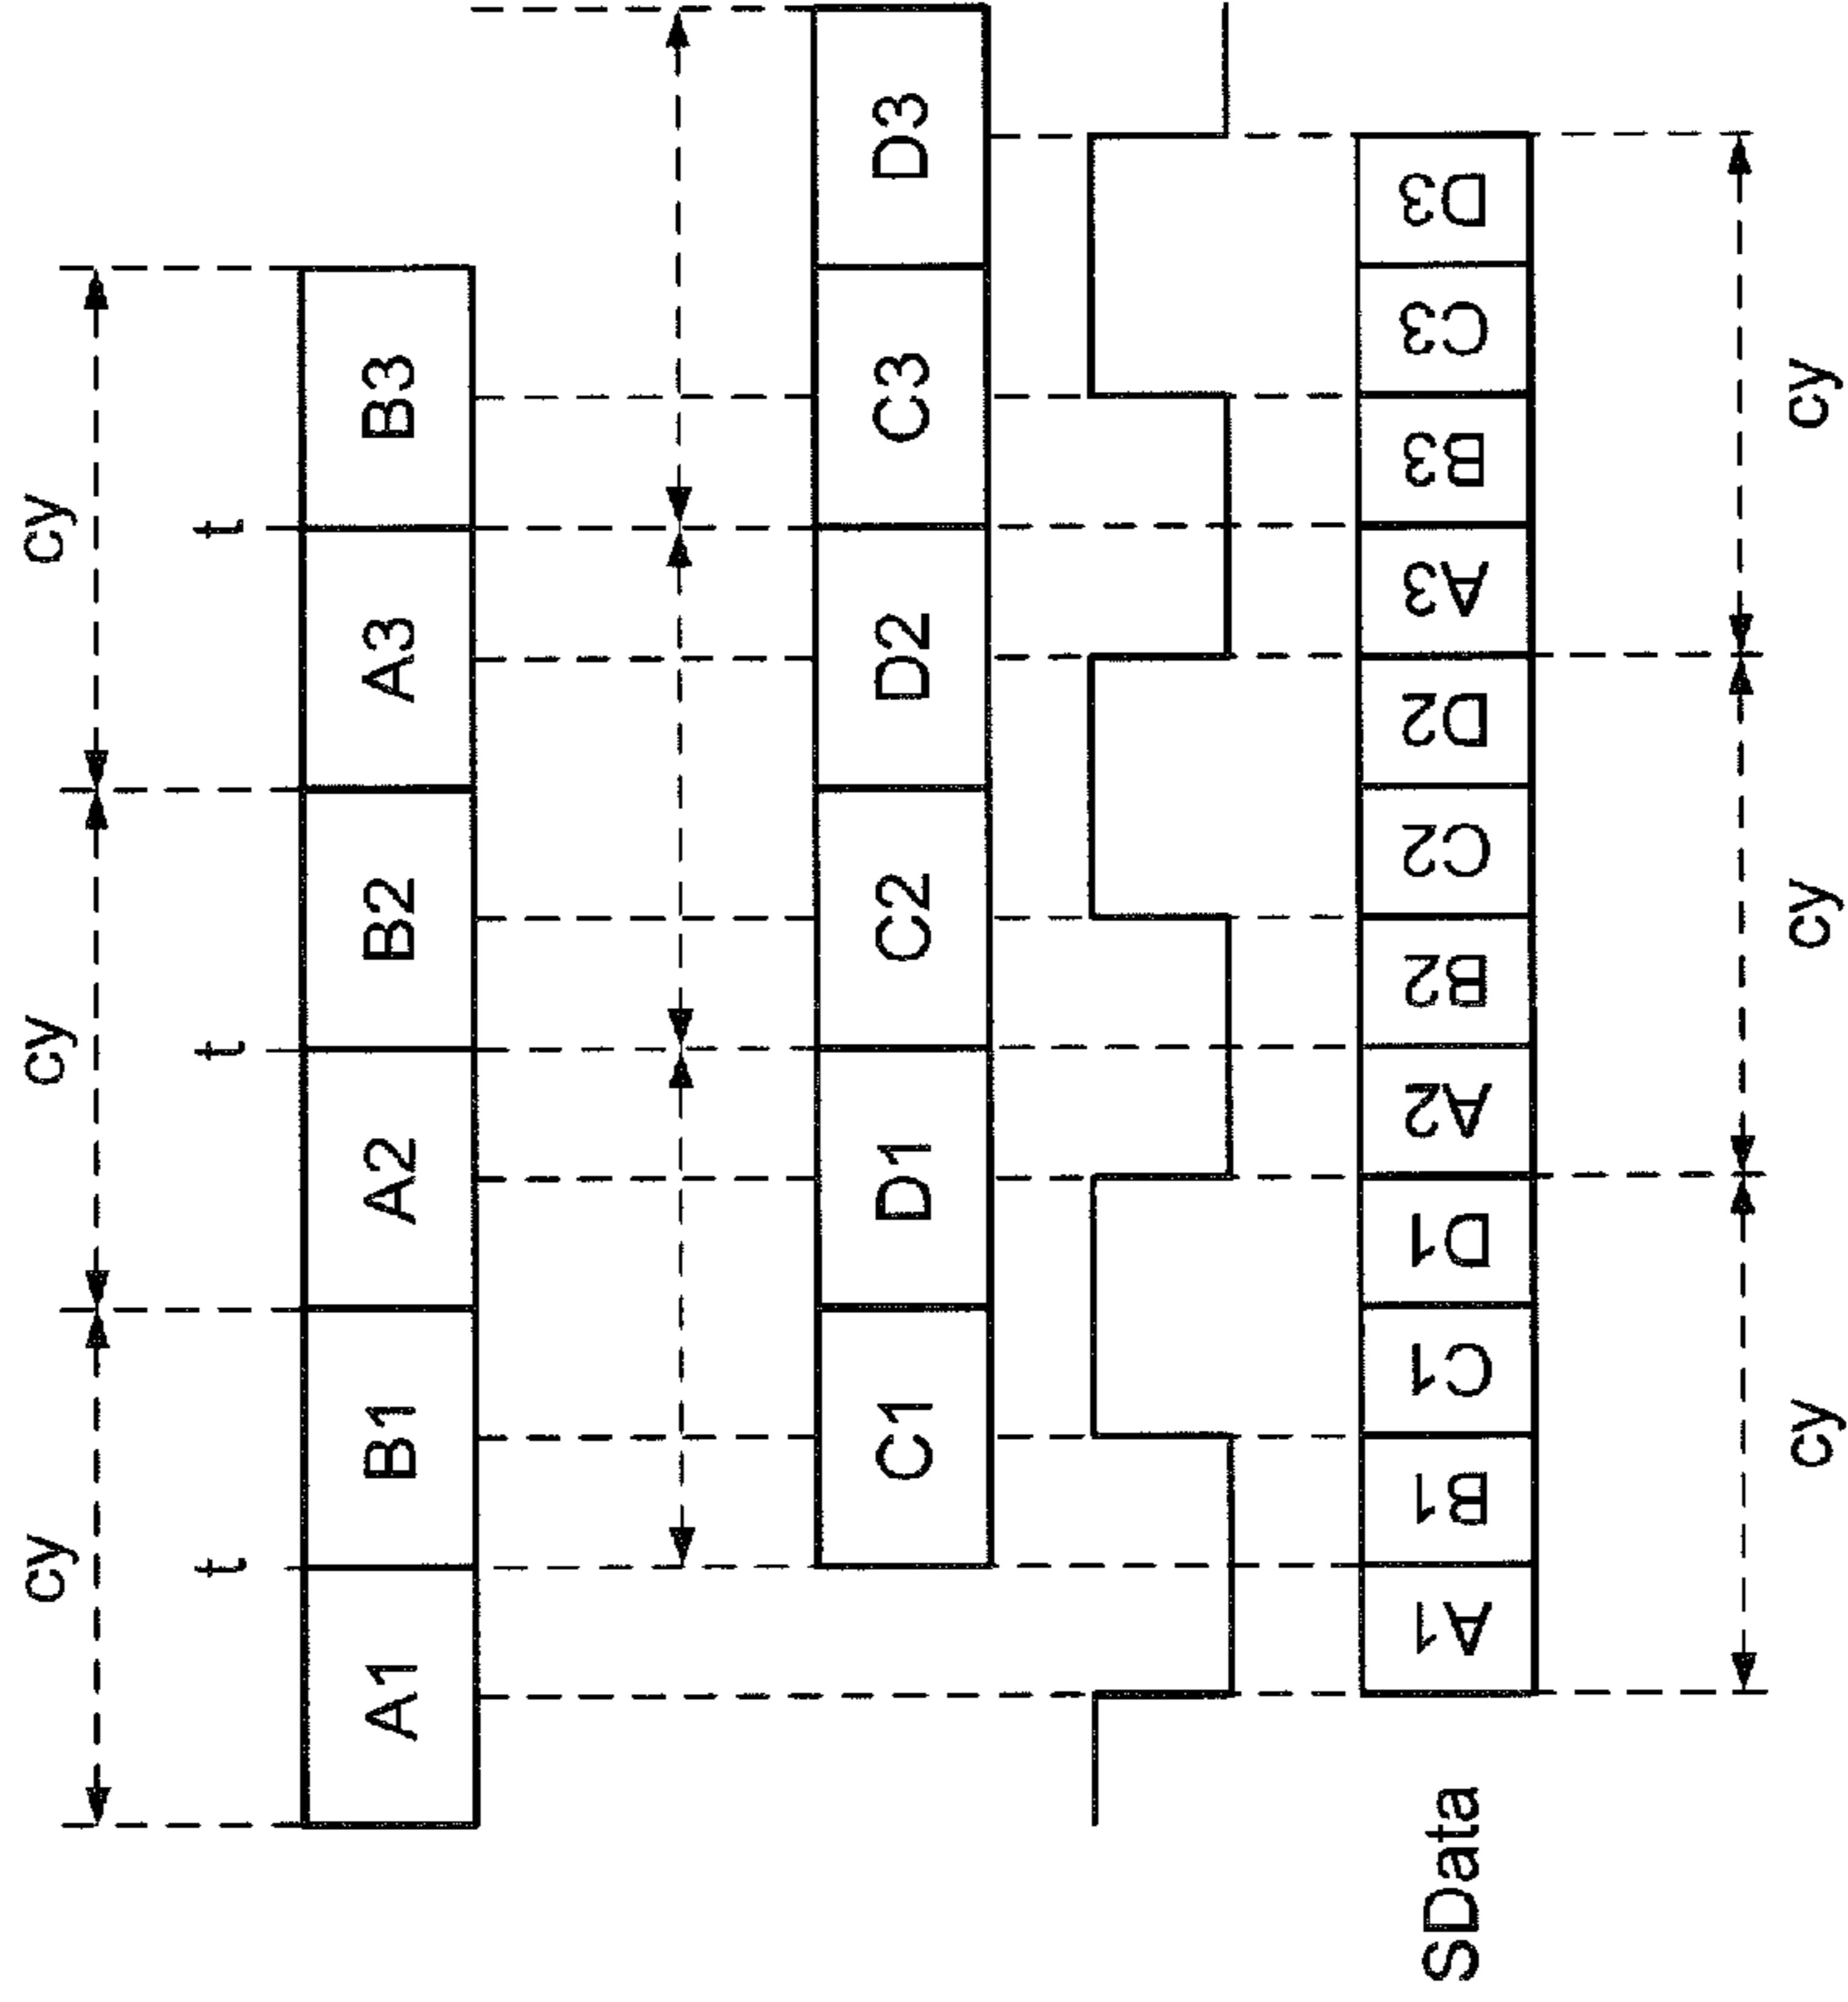 cy cy cy
t t t
A1 B1 A2 B2 A3 B3
C1 D1 C2 D2 C3 D3
SData A1 B1 C1 D1 A2 B2 C2 D2 A3 B3 C3 D3
cy cy cy